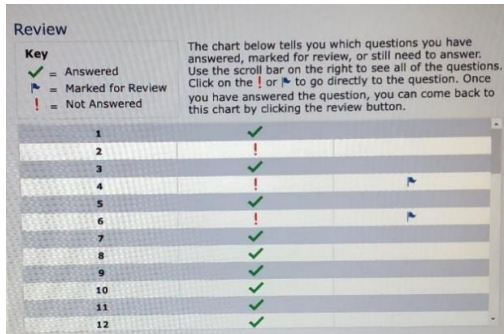 Review
Key
✓ = Answered
⚑ = Marked for Review
! = Not Answered
The chart below tells you which questions you have
answered, marked for review, or still need to answer.
Use the scroll bar on the right to see all of the questions.
Click on the ! or ⚑ to go directly to the question. Once
you have answered the question, you can come back to
this chart by clicking the review button.
1 ✓
2 !
3 ✓
4 ! ⚑
5 ✓
6 ! ⚑
7 ✓
8 ✓
9 ✓
10 ✓
11 ✓
12 ✓